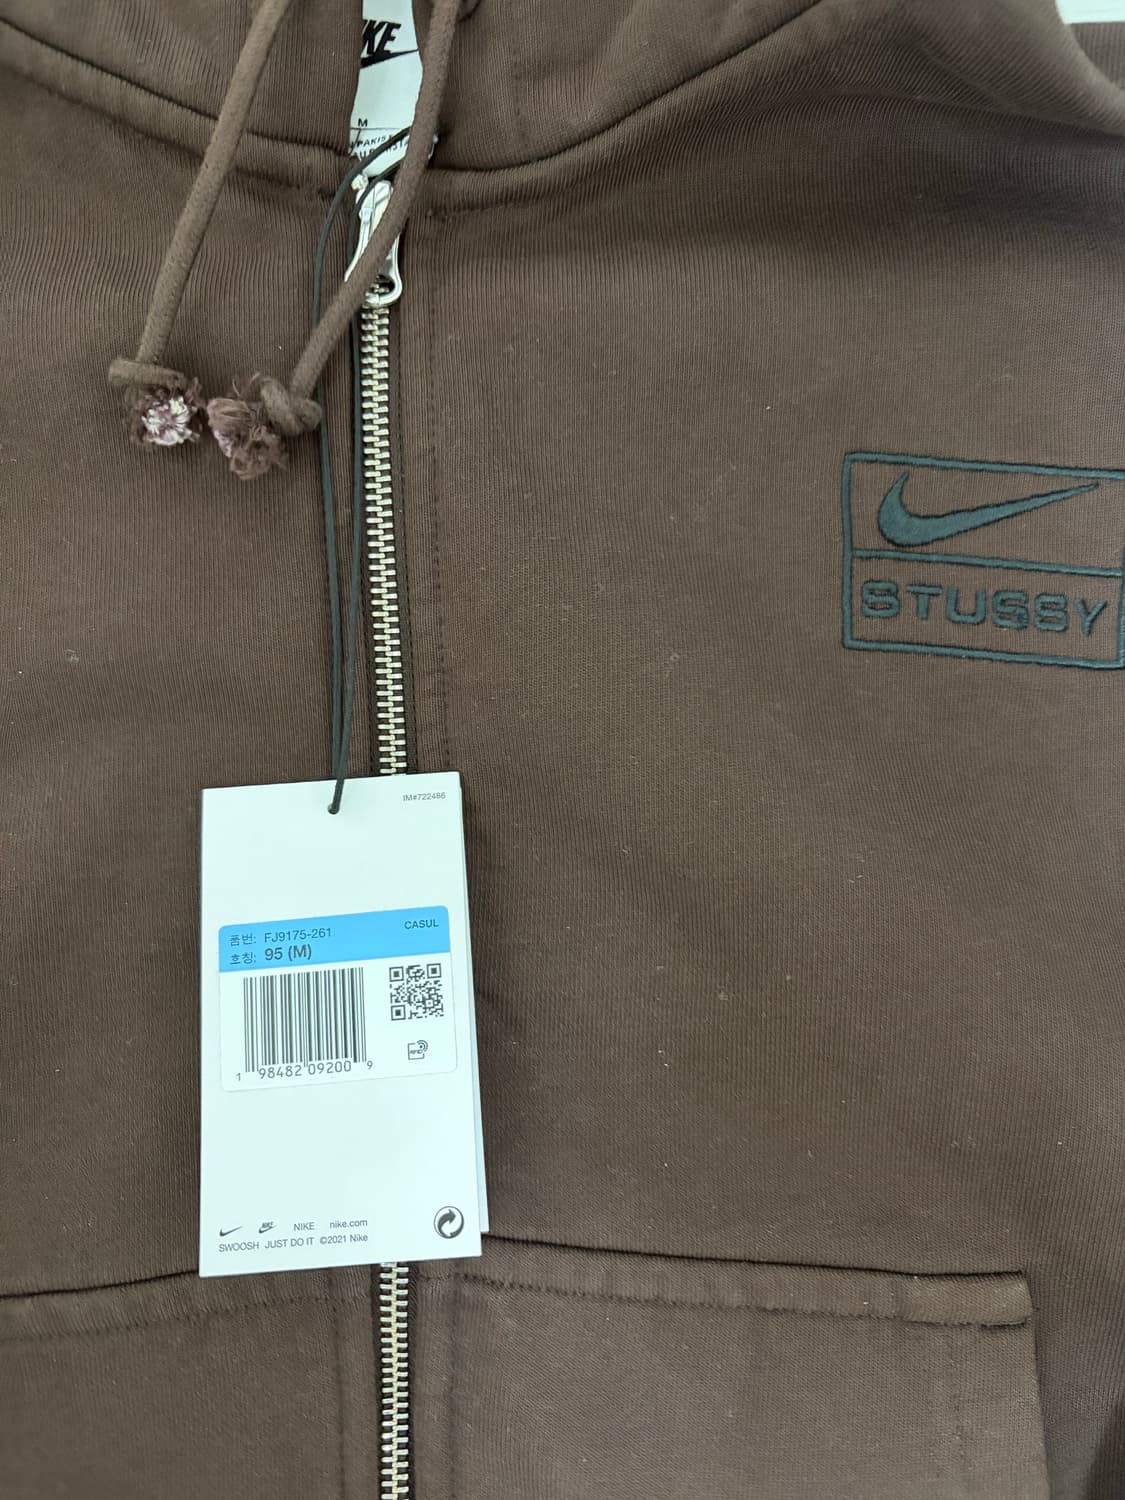 M
STUSSY
IM#722486
CASUL
품번: FJ9175-261
호칭: 95 (M)
1 98482 09200 9
RFID
NIKE nike.com
SWOOSH JUST DO IT ©2021 Nike